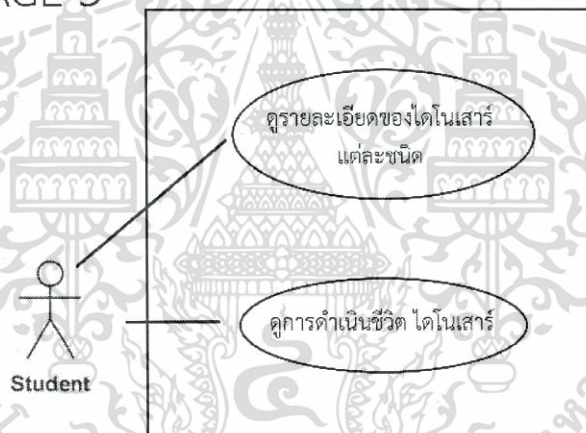 ดูรายละเอียดของไดโนเสาร์
แต่ละชนิด
ดูการดำเนินชีวิต ไดโนเสาร์
Student